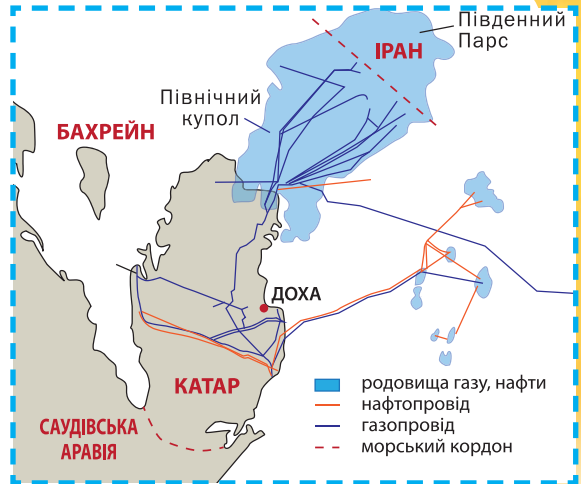 Південний
Парс
ІРАН
Північний
купол
БАХРЕЙН
ДОХА
КАТАР
САУДІВСЬКА
АРАВІЯ
родовища газу, нафти
нафтопровід
газопровід
морський кордон